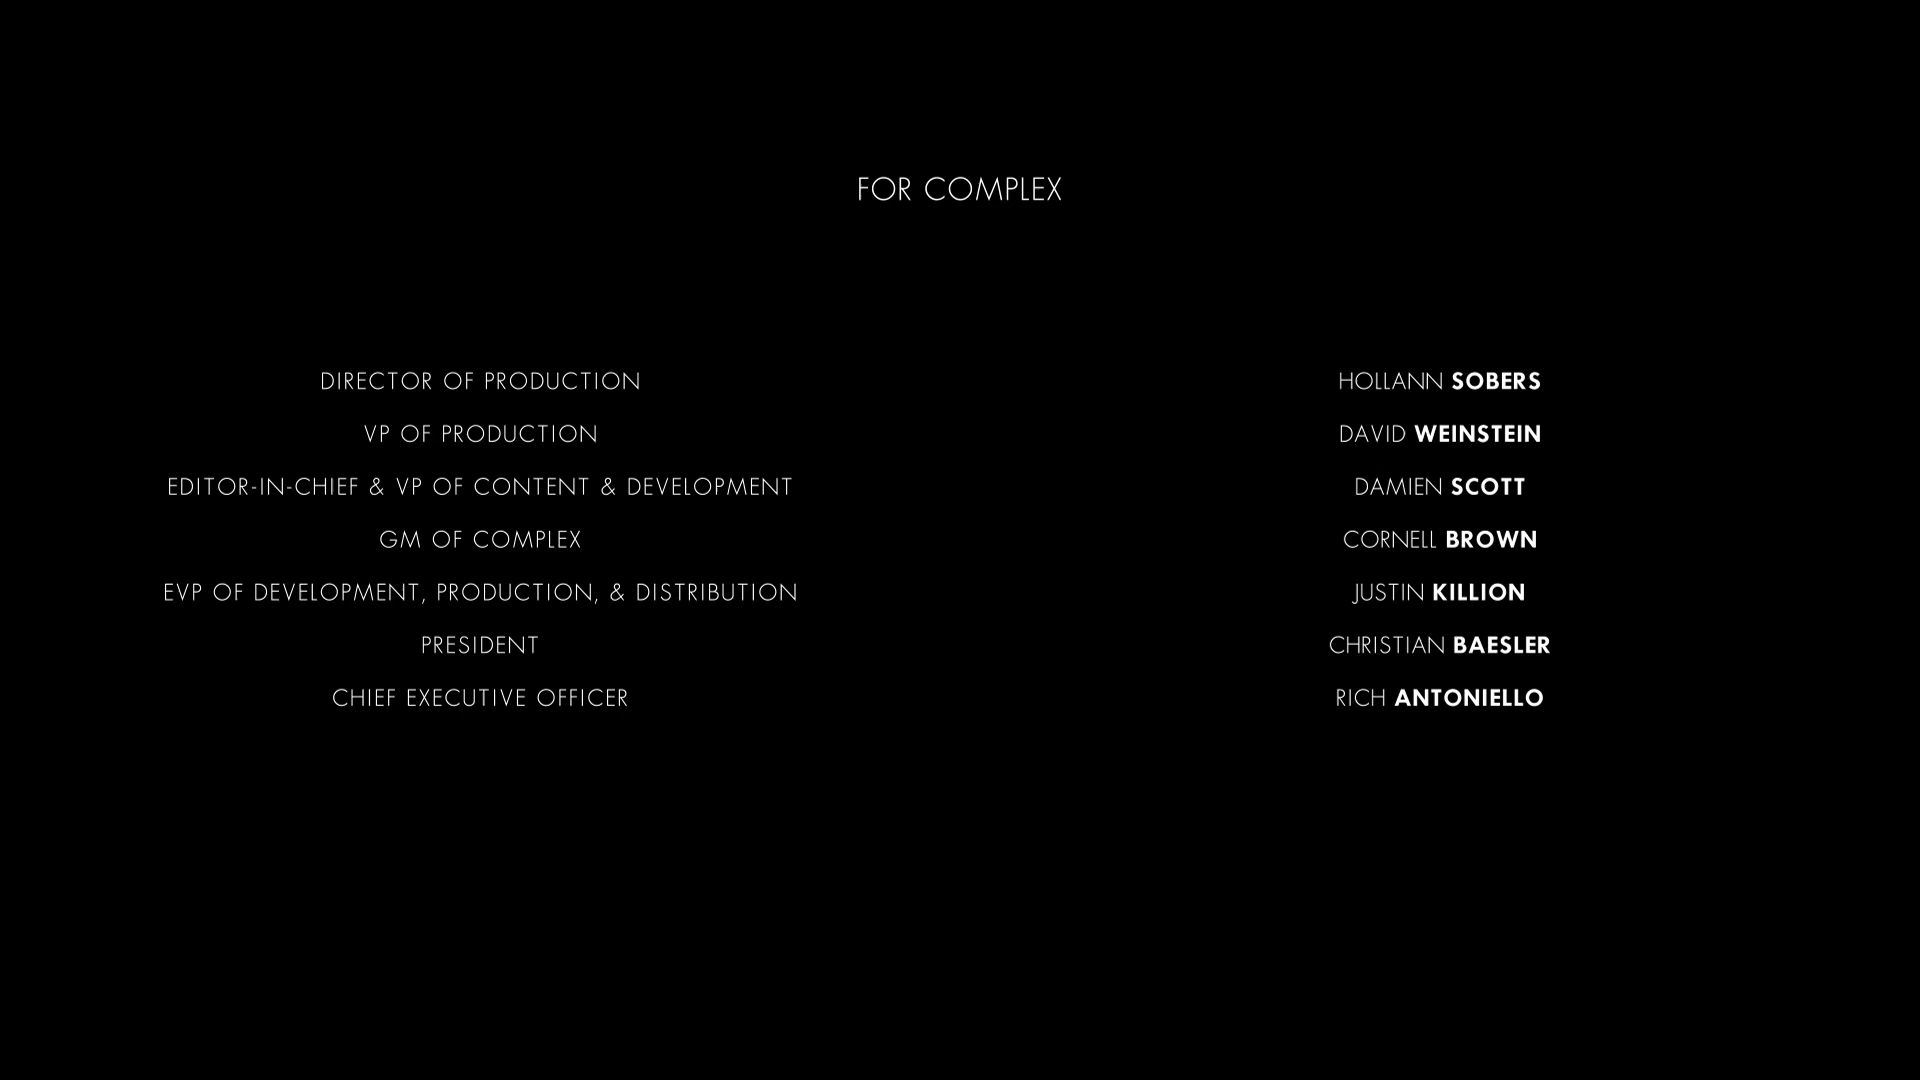 FOR COMPLEX
DIRECTOR OF PRODUCTION HOLLANN SOBERS
VP OF PRODUCTION DAVID WEINSTEIN
EDITOR-IN-CHIEF & VP OF CONTENT & DEVELOPMENT DAMIEN SCOTT
GM OF COMPLEX CORNELL BROWN
EVP OF DEVELOPMENT, PRODUCTION, & DISTRIBUTION JUSTIN KILLION
PRESIDENT CHRISTIAN BAESLER
CHIEF EXECUTIVE OFFICER RICH ANTONIELLO